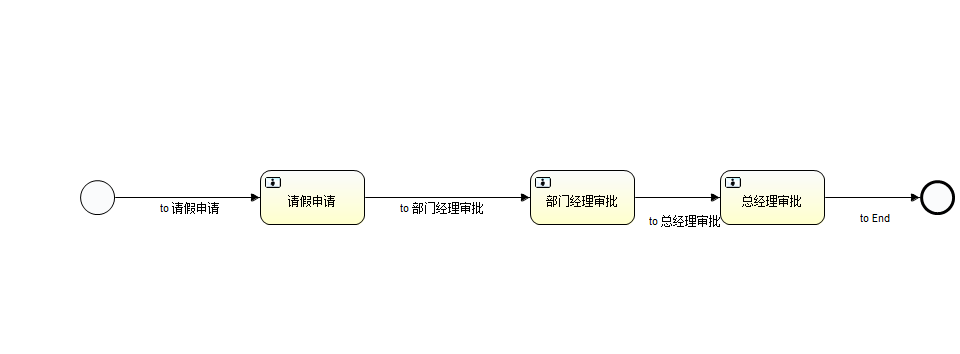 请假申请
部门经理审批
总经理审批
to 请假申请
to 部门经理审批
to 总经理审批
to End